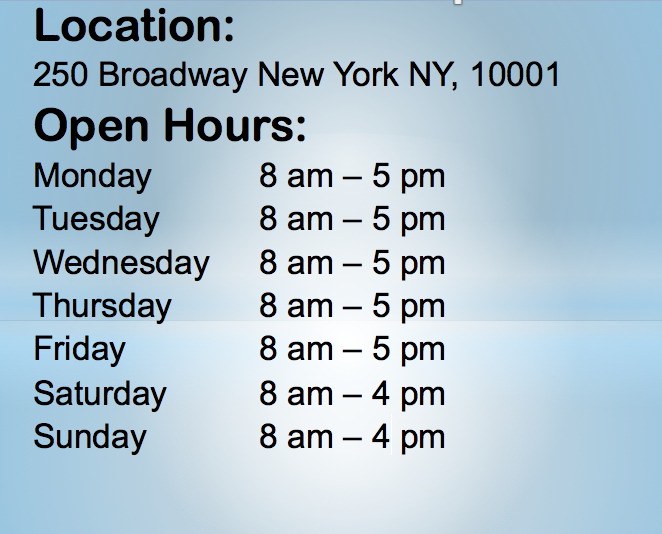 Location:
250 Broadway New York NY, 10001
Open Hours:
Monday 8 am – 5 pm
Tuesday 8 am – 5 pm
Wednesday 8 am – 5 pm
Thursday 8 am – 5 pm
Friday 8 am – 5 pm
Saturday 8 am – 4 pm
Sunday 8 am – 4 pm